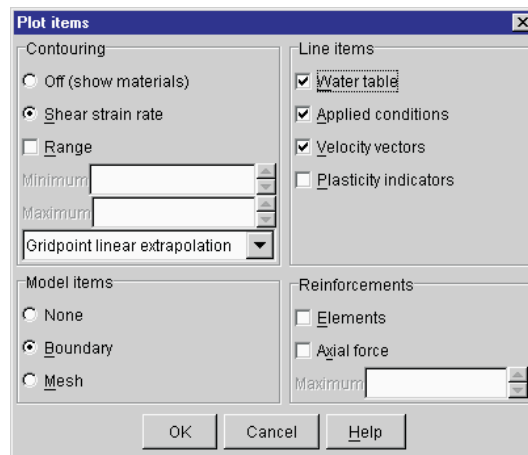 Plot items
Contouring
Off (show materials)
Shear strain rate
Range
Minimum
Maximum
Gridpoint linear extrapolation
Line items
Water table
Applied conditions
Velocity vectors
Plasticity indicators
Model items
None
Boundary
Mesh
Reinforcements
Elements
Axial force
Maximum
OK
Cancel
Help